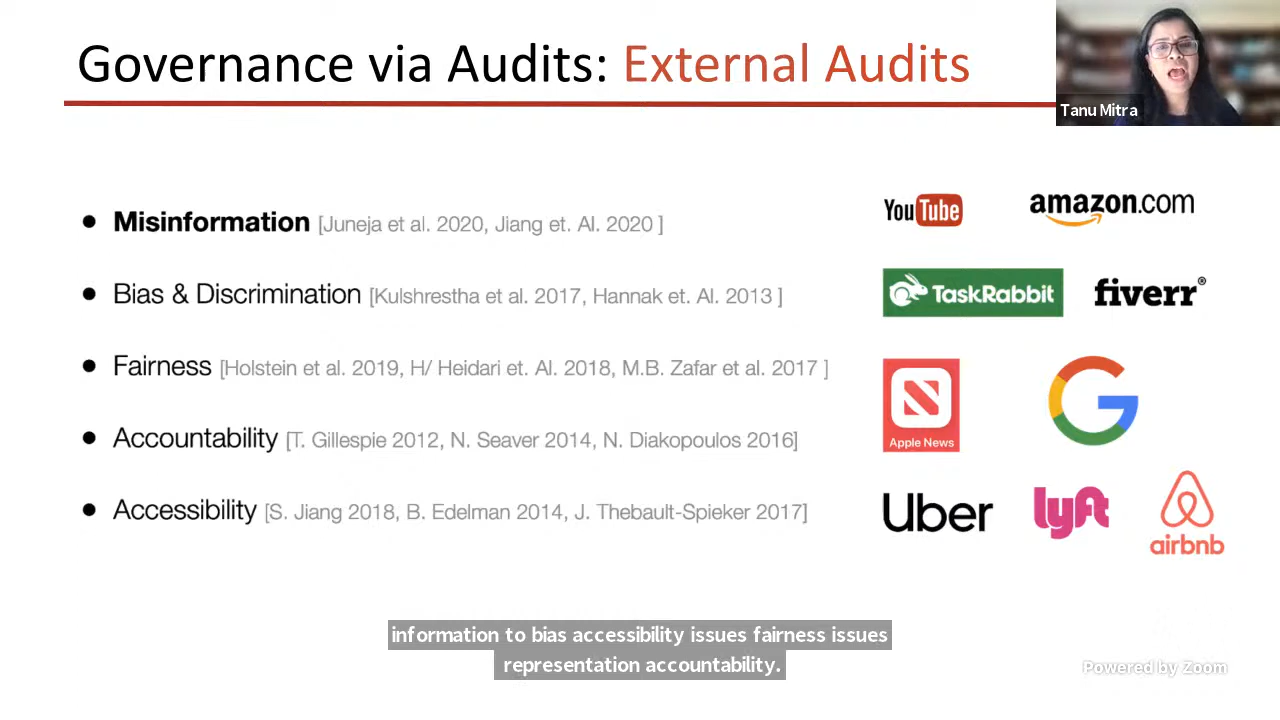 Governance via Audits: External Audits
Tanu Mitra
● Misinformation [Juneja et al. 2020, Jiang et. Al. 2020 ]
● Bias & Discrimination [Kulshrestha et al. 2017, Hannak et. Al. 2013 ]
● Fairness [Holstein et al. 2019, H/ Heidari et. Al. 2018, M.B. Zafar et al. 2017 ]
● Accountability [T. Gillespie 2012, N. Seaver 2014, N. Diakopoulos 2016]
● Accessibility [S. Jiang 2018, B. Edelman 2014, J. Thebault-Spieker 2017]
YouTube amazon.com
TaskRabbit fiverr®
Apple News G
Uber lyft airbnb
information to bias accessibility issues fairness issues
representation accountability.
Powered by Zoom